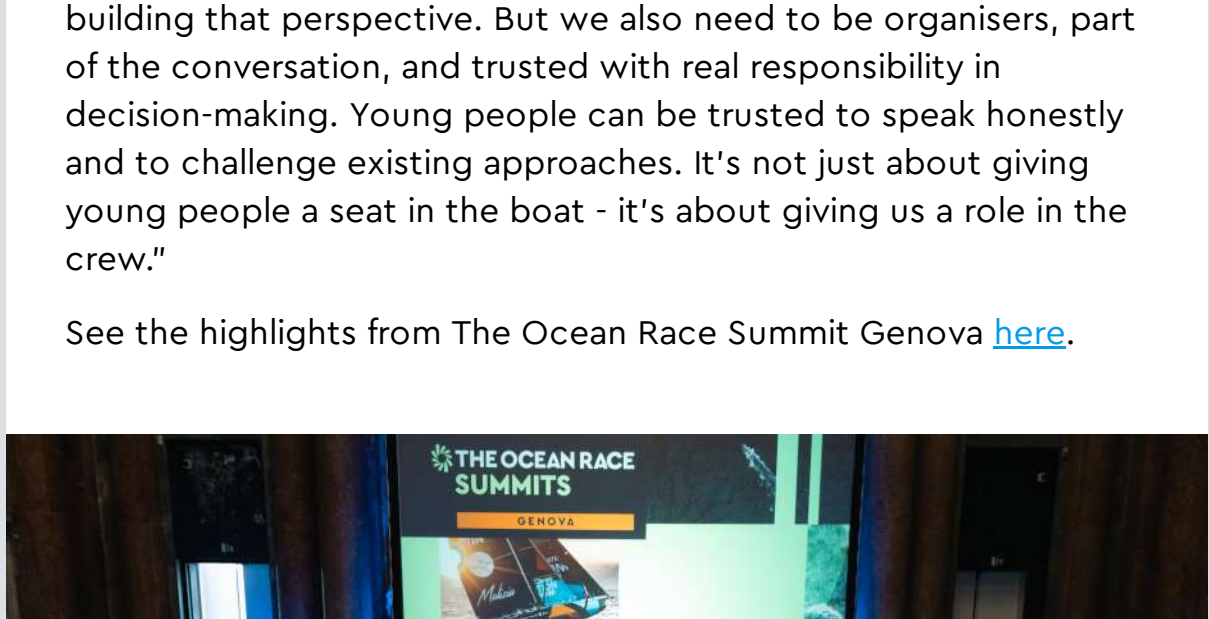 building that perspective. But we also need to be organisers, part
of the conversation, and trusted with real responsibility in
decision-making. Young people can be trusted to speak honestly
and to challenge existing approaches. It's not just about giving
young people a seat in the boat - it's about giving us a role in the
crew."
See the highlights from The Ocean Race Summit Genova here.
THE OCEAN RACE
SUMMITS
GENOVA
Malizia